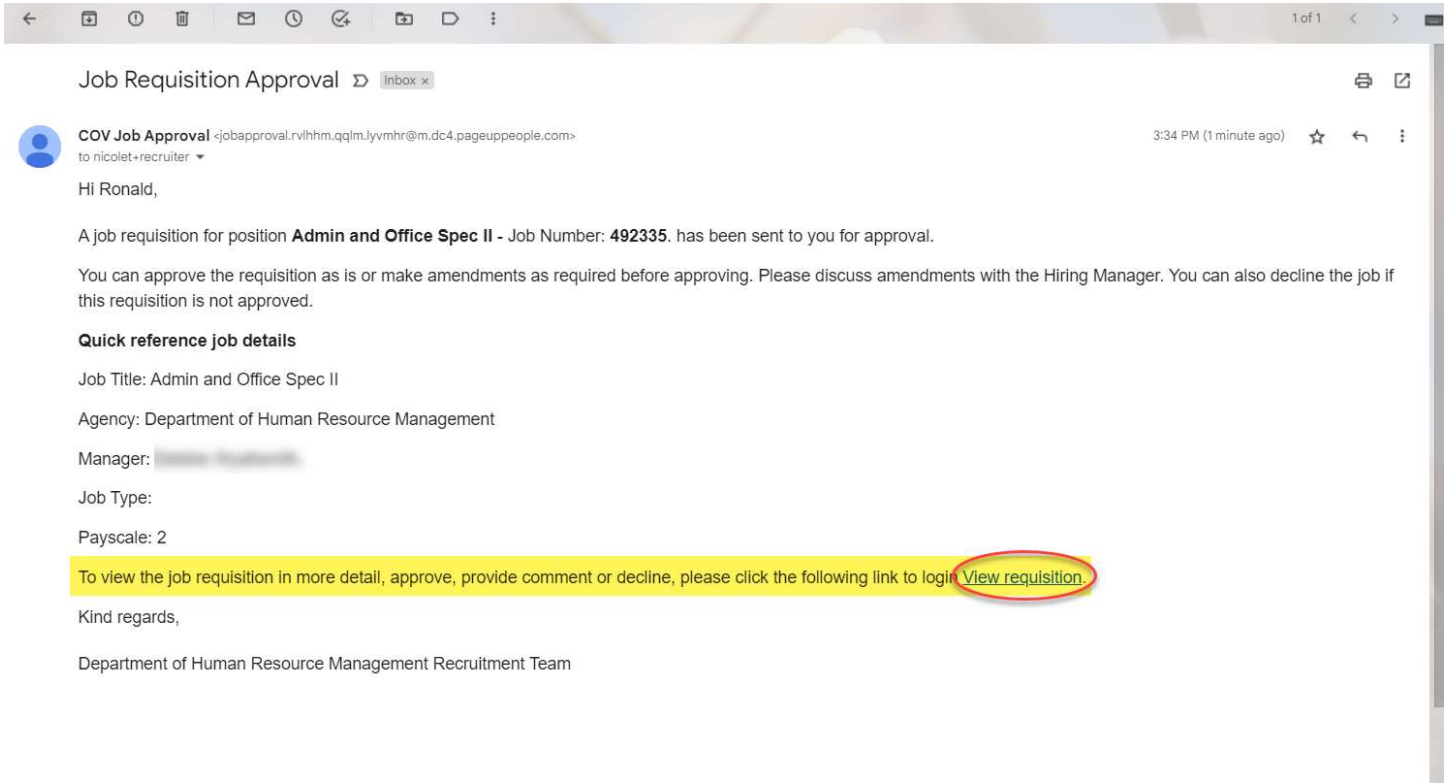 1 of 1
Job Requisition Approval Inbox x
COV Job Approval <jobapproval.rvlhhm.qqlm.lyvmhr@m.dc4.pageuppeople.com> 3:34 PM (1 minute ago)
to nicolet+recruiter
Hi Ronald,
A job requisition for position Admin and Office Spec II - Job Number: 492335. has been sent to you for approval.
You can approve the requisition as is or make amendments as required before approving. Please discuss amendments with the Hiring Manager. You can also decline the job if
this requisition is not approved.
Quick reference job details
Job Title: Admin and Office Spec II
Agency: Department of Human Resource Management
Manager:
Job Type:
Payscale: 2
To view the job requisition in more detail, approve, provide comment or decline, please click the following link to login View requisition.
Kind regards,
Department of Human Resource Management Recruitment Team